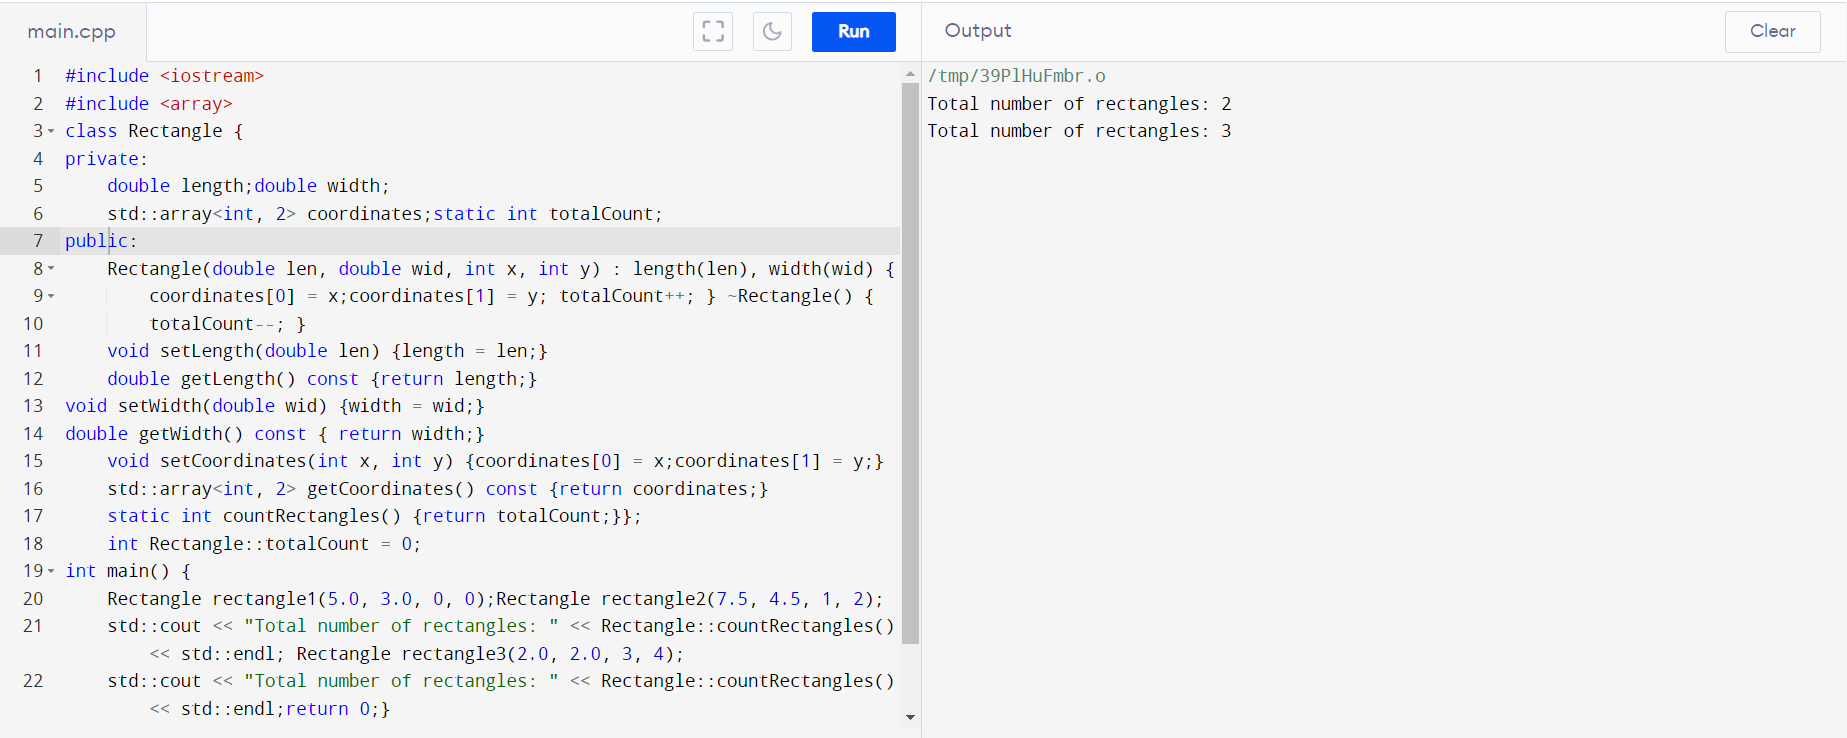 main.cpp
Run
Output
Clear
1 #include <iostream>
2 #include <array>
3 class Rectangle {
4 private:
5 double length;double width;
6 std::array<int, 2> coordinates;static int totalCount;
7 public:
8 Rectangle(double len, double wid, int x, int y) : length(len), width(wid) {
9 coordinates[0] = x;coordinates[1] = y; totalCount++; } ~Rectangle() {
10 totalCount--; }
11 void setLength(double len) {length = len;}
12 double getLength() const {return length;}
13 void setWidth(double wid) {width = wid;}
14 double getWidth() const { return width;}
15 void setCoordinates(int x, int y) {coordinates[0] = x;coordinates[1] = y;}
16 std::array<int, 2> getCoordinates() const {return coordinates;}
17 static int countRectangles() {return totalCount;}};
18 int Rectangle::totalCount = 0;
19 int main() {
20 Rectangle rectangle1(5.0, 3.0, 0, 0);Rectangle rectangle2(7.5, 4.5, 1, 2);
21 std::cout << "Total number of rectangles: " << Rectangle::countRectangles()
<< std::endl; Rectangle rectangle3(2.0, 2.0, 3, 4);
22 std::cout << "Total number of rectangles: " << Rectangle::countRectangles()
<< std::endl;return 0;}
/tmp/39PlHuFmbr.o
Total number of rectangles: 2
Total number of rectangles: 3